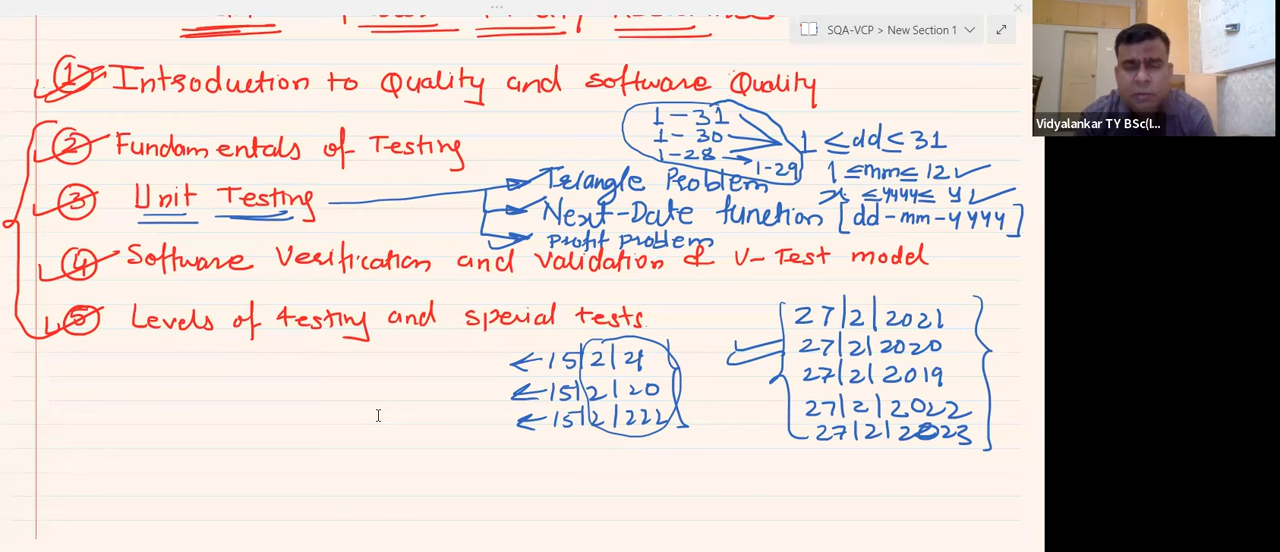 SQA-VCP > New Section 1
① Introduction to Quality and software Quality
② Fundamentals of Testing
1 - 31
1 - 30
1 - 28 → 1-29
1 ≤ dd ≤ 31
1 ≤ mm ≤ 12 ✓
≤ yyyy ≤ y ✓
③ Unit Testing
Triangle Problem
Next-Date function [dd-mm-yyyy]
Profit problem
④ Software Verification and Validation & V-Test model
⑤ Levels of testing and special tests.
15|2|21
15|2|20
15|2|222
27|2|2021
27|2|2020
27|2|2019
27|2|2022
27|2|2023
Vidyalankar TY BSc(I...